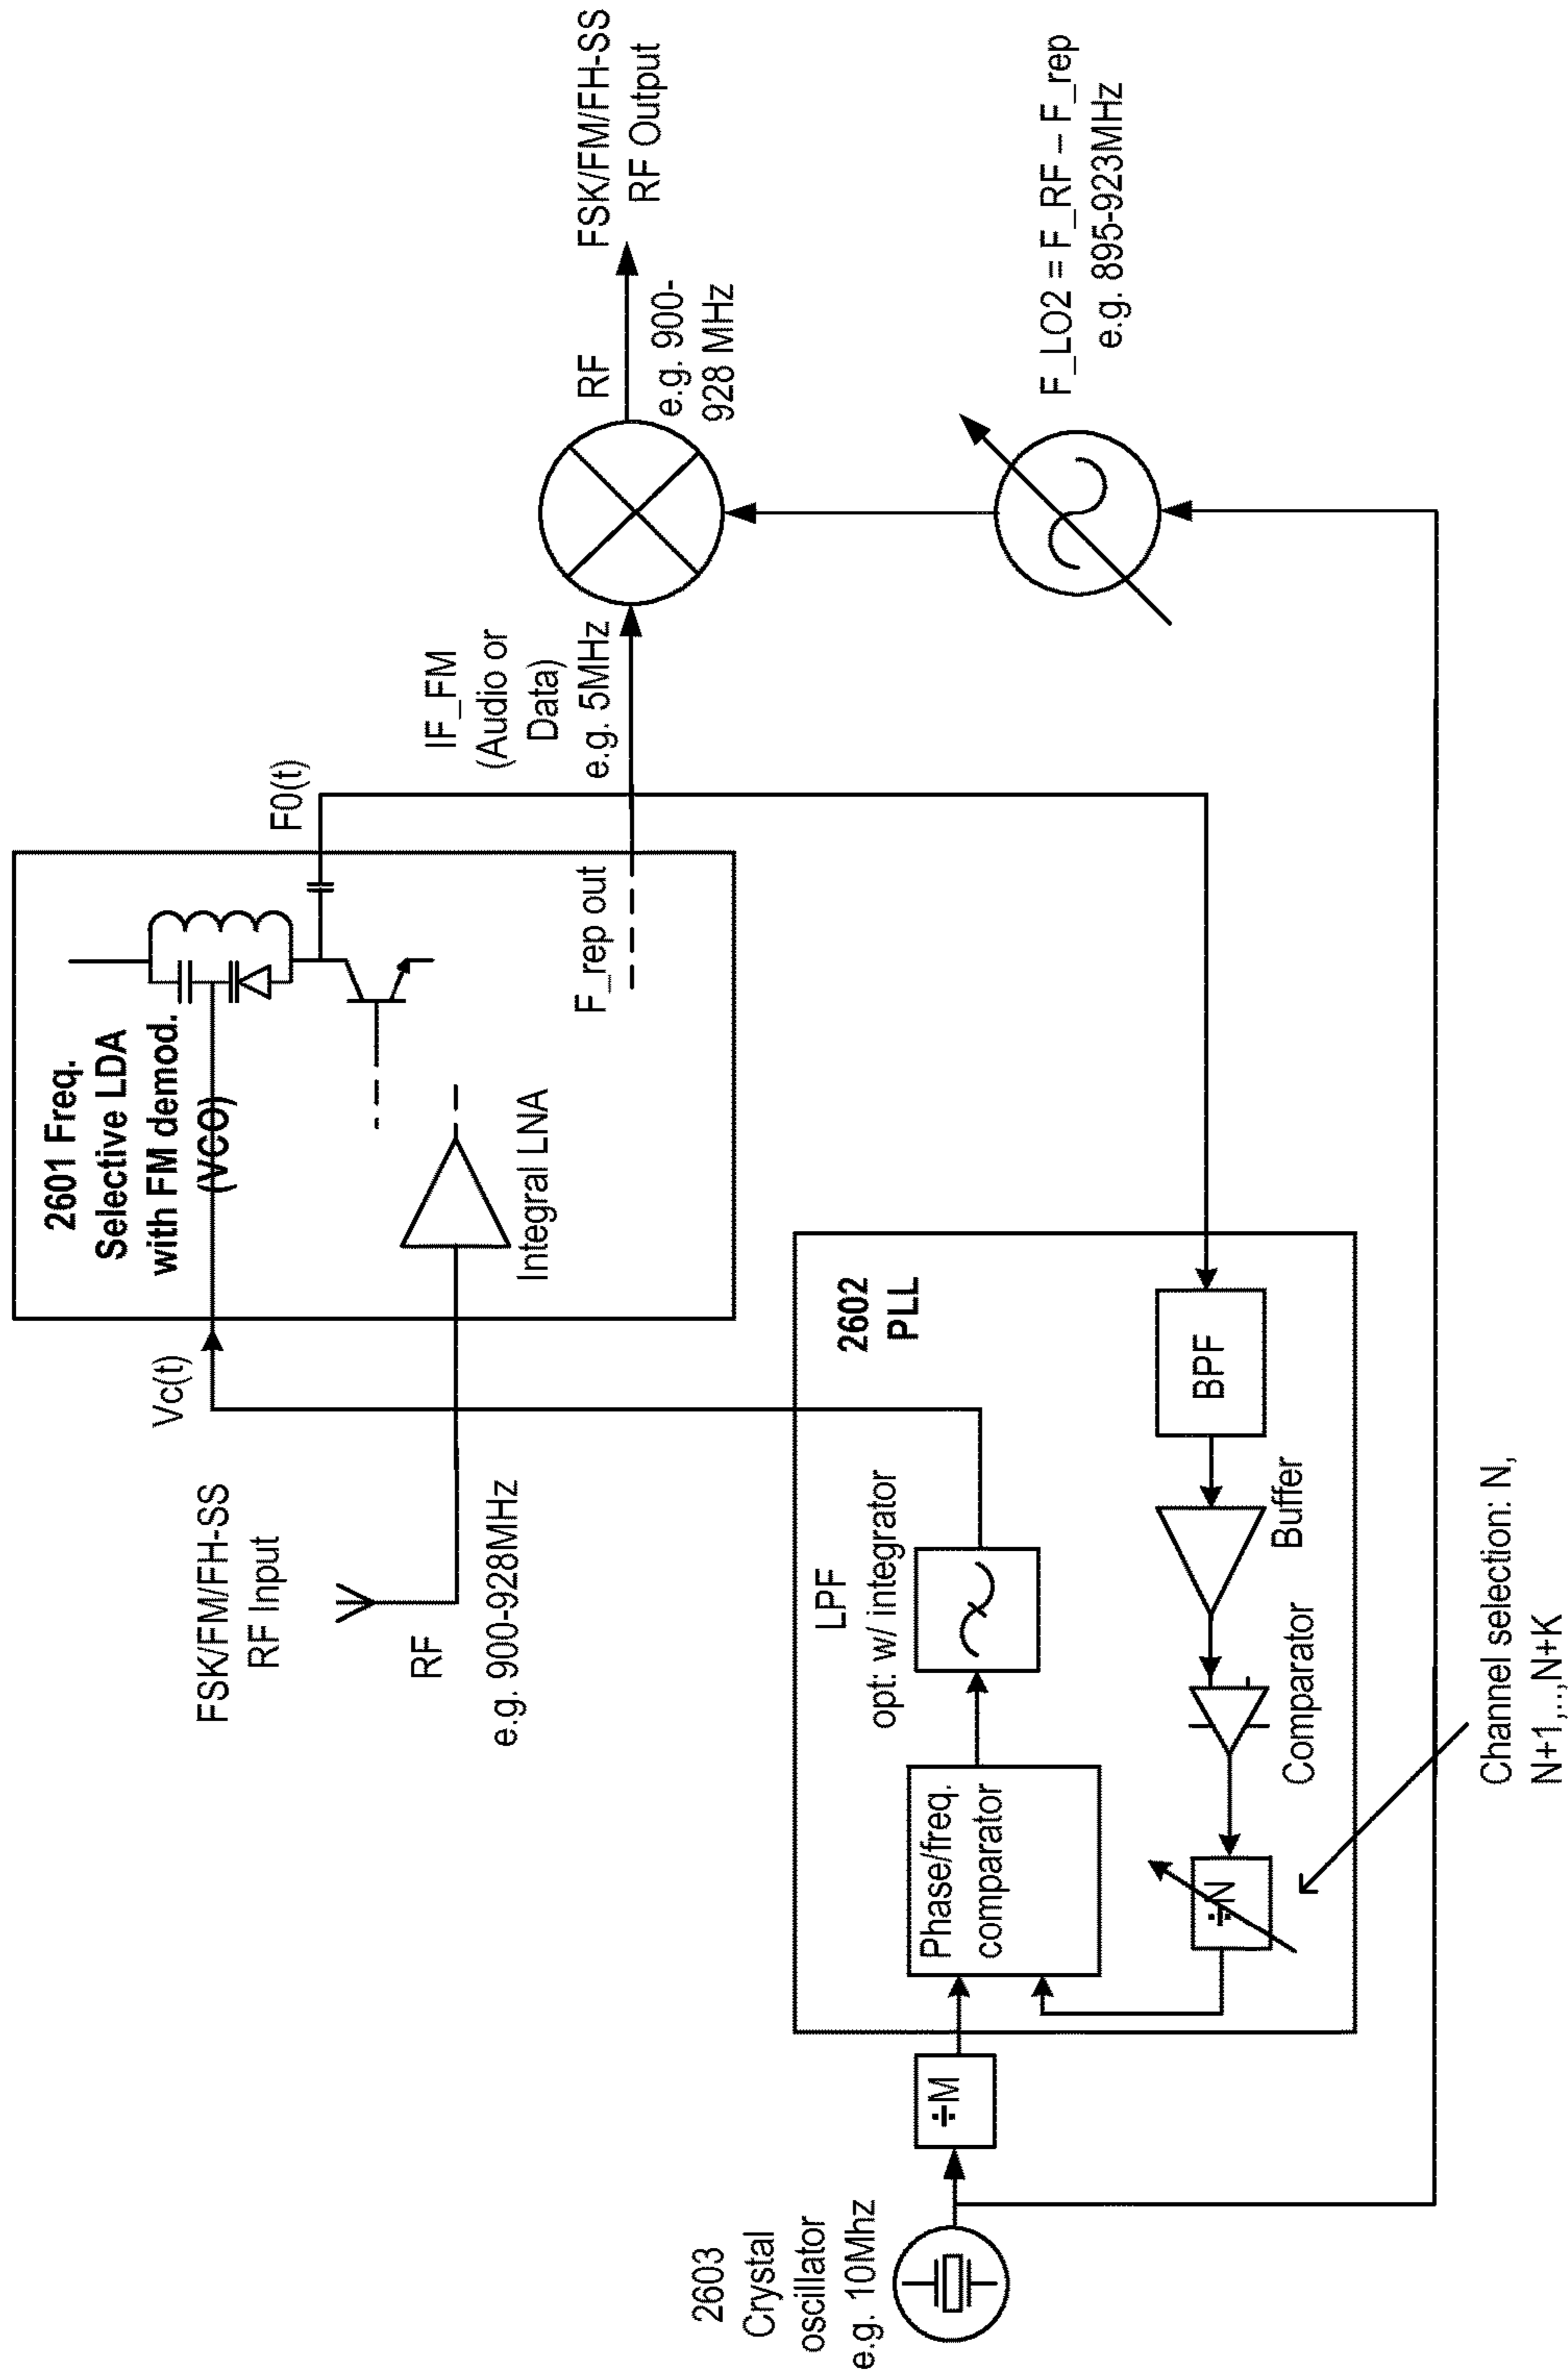 2601 Freq.
Selective LDA
with FM demod.
(VCO)
Integral LNA
F_rep out
F0(t)
Vc(t)
FSK/FM/FH-SS
RF Input
RF
e.g. 900-928MHz
IF_FM
(Audio or
Data)
e.g. 5MHz
RF
e.g. 900-
928 MHz
FSK/FM/FH-SS
RF Output
F_LO2 = F_RF – F_rep
e.g. 895-923MHz
2602
PLL
LPF
opt: w/ integrator
Phase/freq.
comparator
BPF
Buffer
Comparator
÷N
÷M
Channel selection: N,
N+1,..,N+K
2603
Crystal
oscillator
e.g. 10Mhz